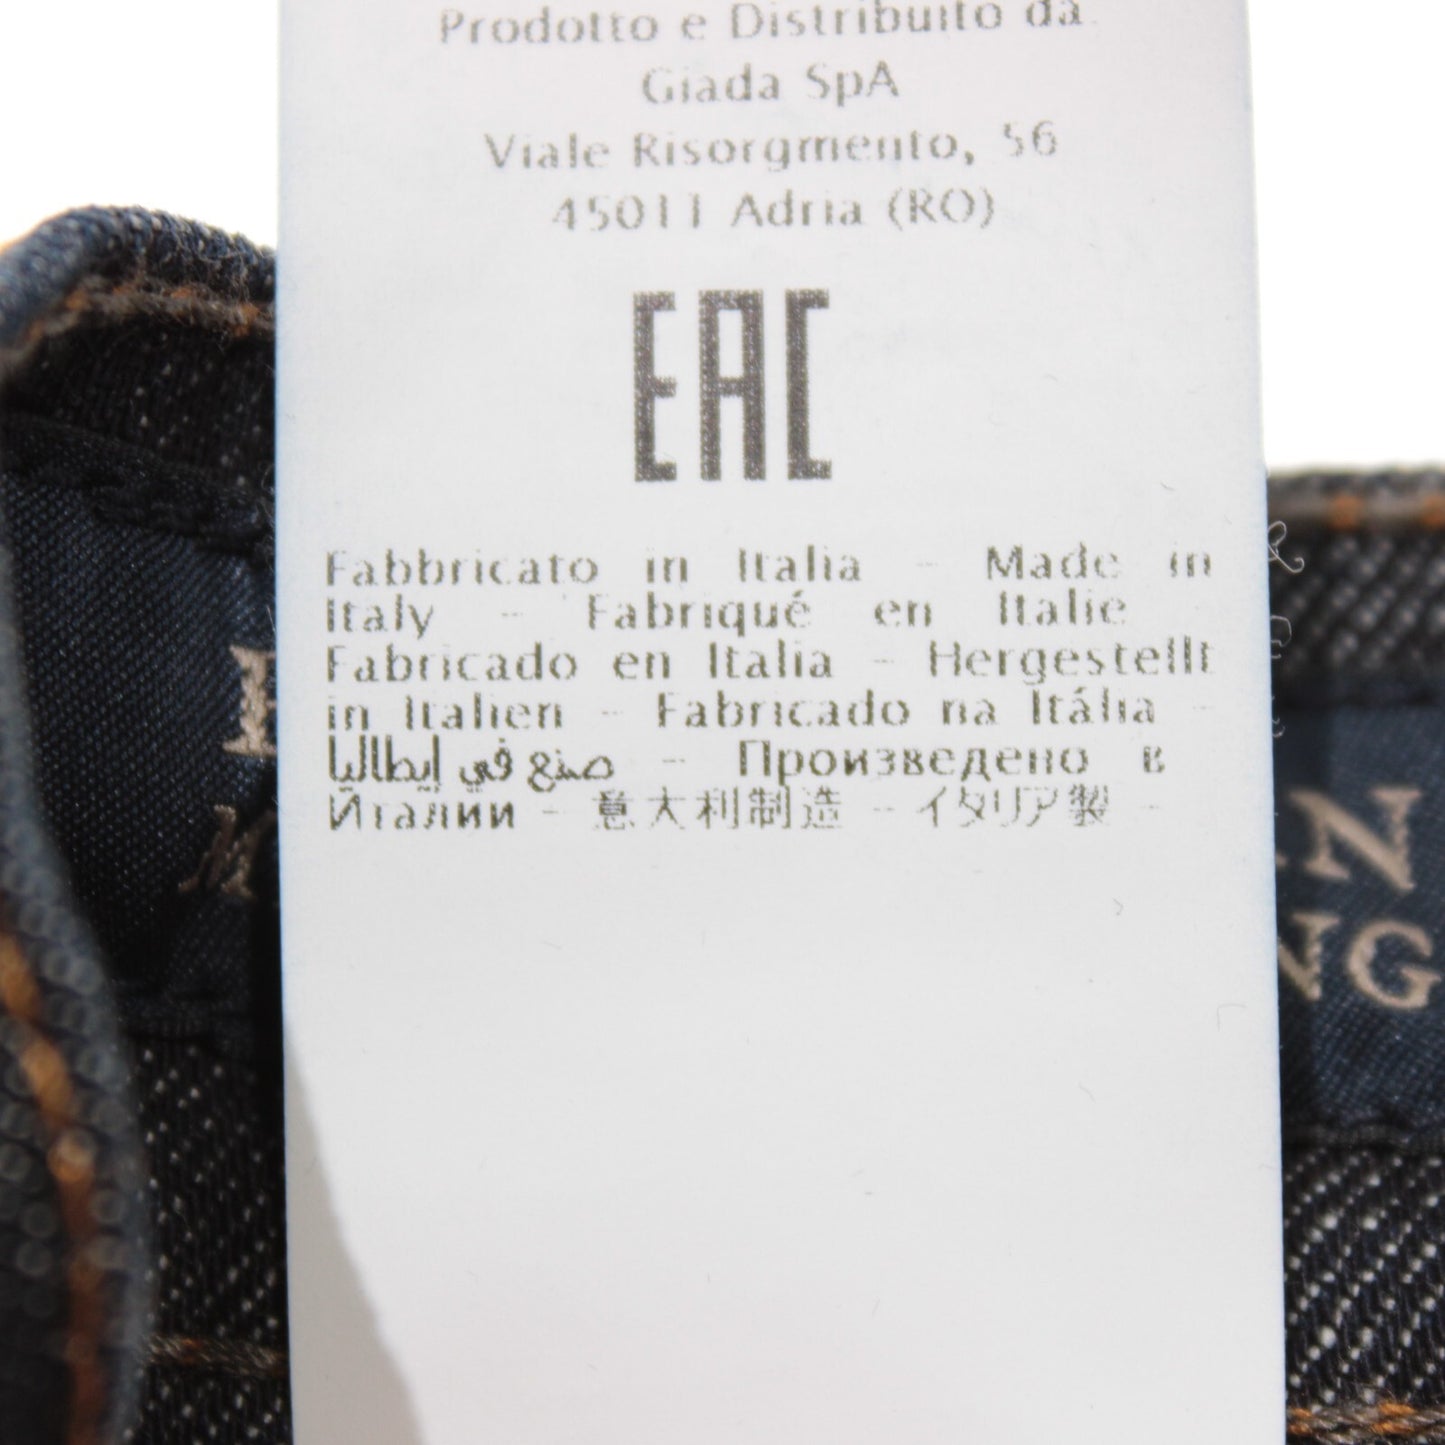 Prodotto e Distribuito da
Giada SpA
Viale Risorgmento, 56
45011 Adria (RO)
EAC
Fabbricato in Italia - Made in
Italy - Fabriqué en Italie -
Fabricado en Italia - Hergestellt
in Italien - Fabricado na Itália -
صنع في إيطاليا - Произведено в
Италии - 意大利制造 - イタリア製 -